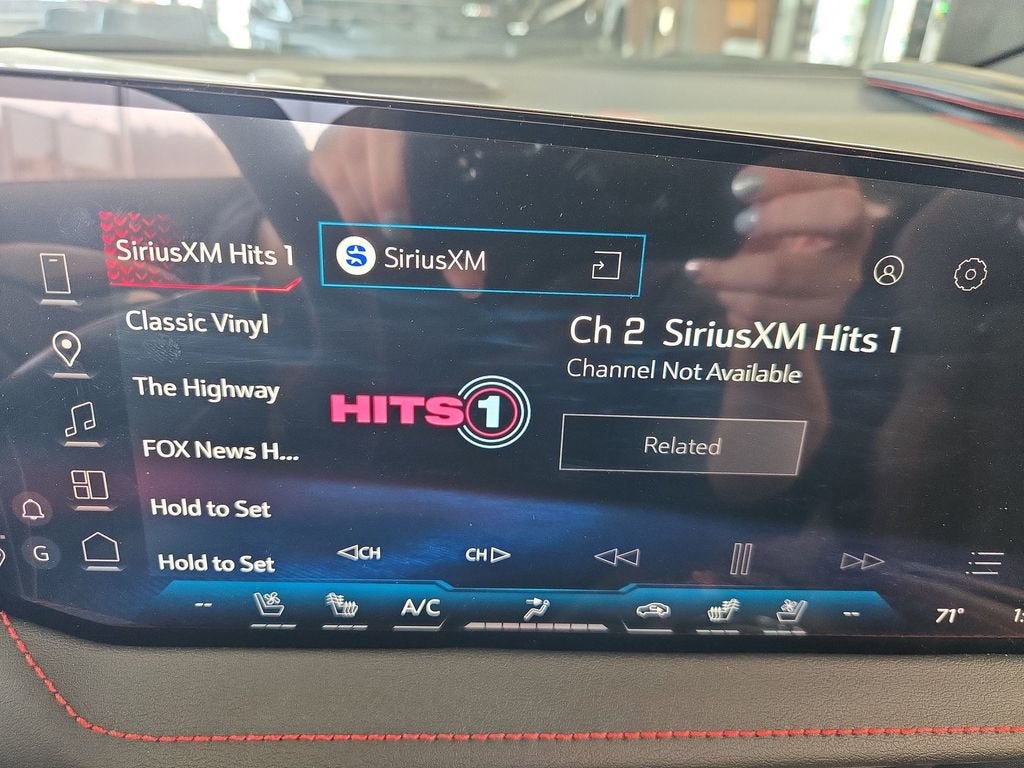 SiriusXM Hits 1
SiriusXM
Classic Vinyl
Ch 2 SiriusXM Hits 1
Channel Not Available
The Highway
HITS 1
FOX News H...
Related
Hold to Set
Hold to Set
CH
CH
G
--
A/C
--
71°